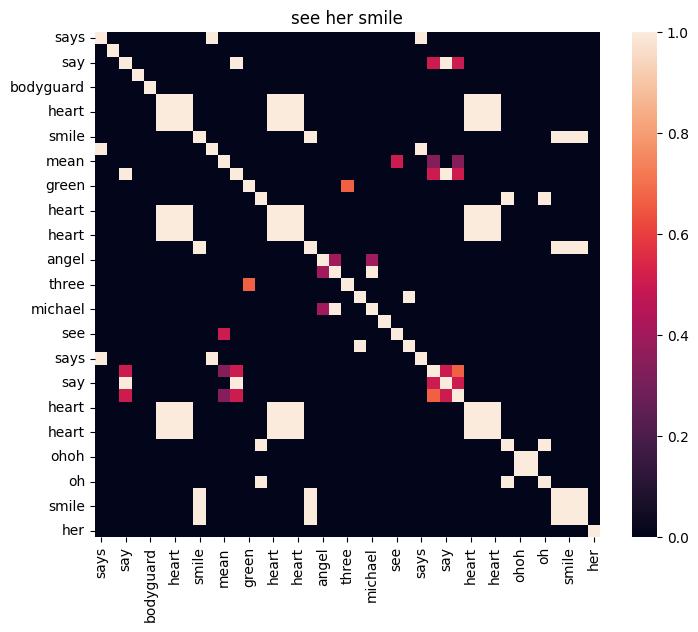 see her smile
says
say
bodyguard
heart
smile
mean
green
heart
heart
angel
three
michael
see
says
say
heart
heart
ohoh
oh
smile
her
1.0
0.8
0.6
0.4
0.2
0.0
says
say
bodyguard
heart
smile
mean
green
heart
heart
angel
three
michael
see
says
say
heart
heart
ohoh
oh
smile
her